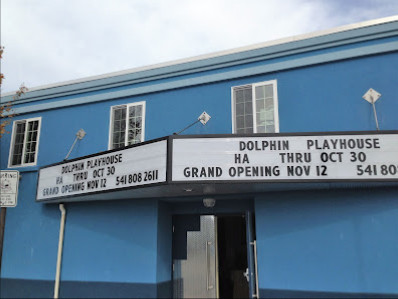 DOLPHIN PLAYHOUSE
HA THRU OCT 30
GRAND OPENING NOV 12 541 808 2611
DOLPHIN PLAYHOUSE
HA THRU OCT 30
GRAND OPENING NOV 12 541 808